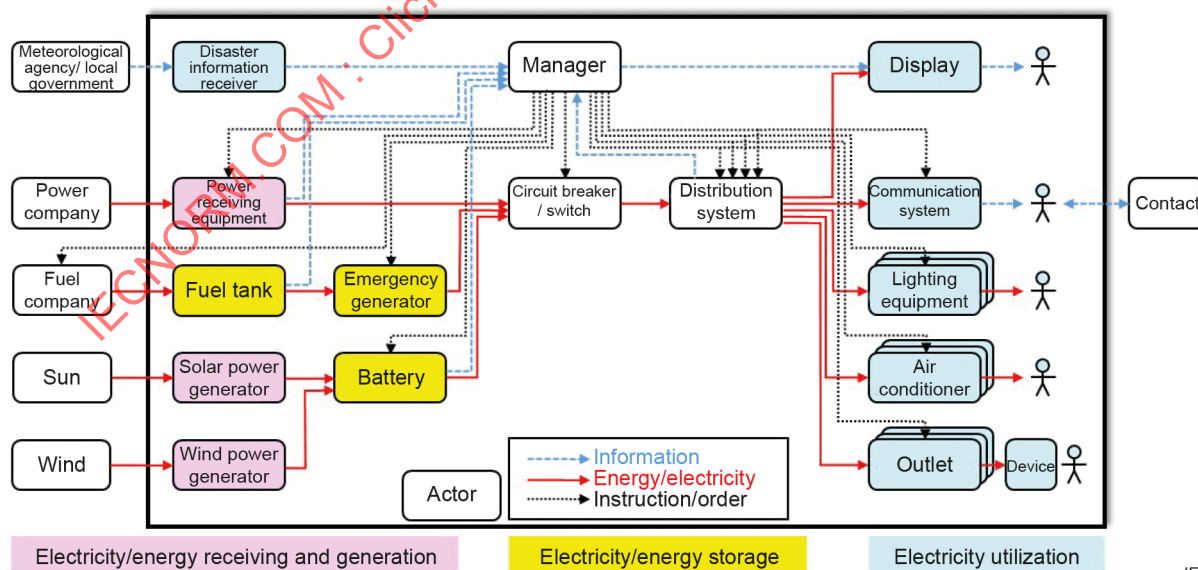 Meteorological
agency/ local
government
Disaster
information
receiver
Manager
Display
Power
company
Power
receiving
equipment
Circuit breaker
/ switch
Distribution
system
Communication
system
Contact
Fuel
company
Fuel tank
Emergency
generator
Lighting
equipment
Sun
Solar power
generator
Battery
Air
conditioner
Wind
Wind power
generator
Actor
Information
Energy/electricity
Instruction/order
Outlet
Device
Electricity/energy receiving and generation
Electricity/energy storage
Electricity utilization
IECNORM.COM : Click